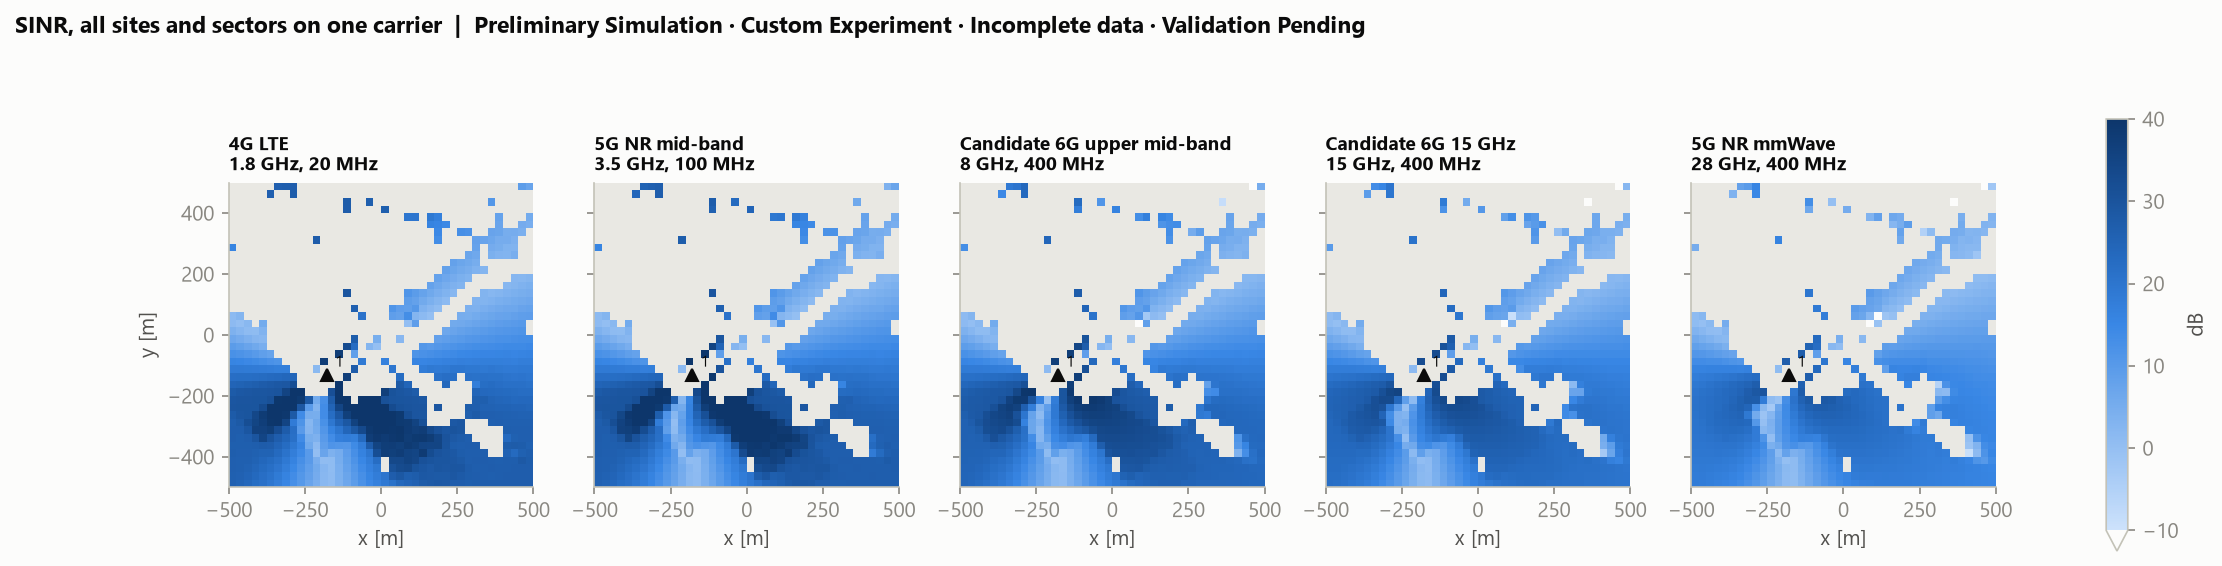 SINR, all sites and sectors on one carrier | Preliminary Simulation · Custom Experiment · Incomplete data · Validation Pending
4G LTE
1.8 GHz, 20 MHz
5G NR mid-band
3.5 GHz, 100 MHz
Candidate 6G upper mid-band
8 GHz, 400 MHz
Candidate 6G 15 GHz
15 GHz, 400 MHz
5G NR mmWave
28 GHz, 400 MHz
y [m]
400
200
0
−200
−400
−500 −250 0 250 500
x [m]
−500 −250 0 250 500
x [m]
−500 −250 0 250 500
x [m]
−500 −250 0 250 500
x [m]
−500 −250 0 250 500
x [m]
40
30
20
10
0
−10
dB